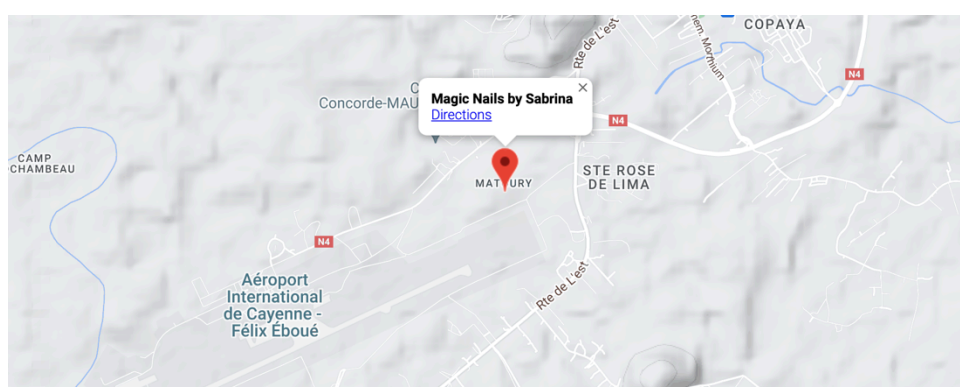 COPAYA
Rte de L'est
Mormium
N4
Magic Nails by Sabrina
Directions
Concorde-MAU
N4
CAMP
CHAMBEAU
STE ROSE
DE LIMA
N4
Aéroport
International
de Cayenne -
Félix Éboué
Rte de L'est